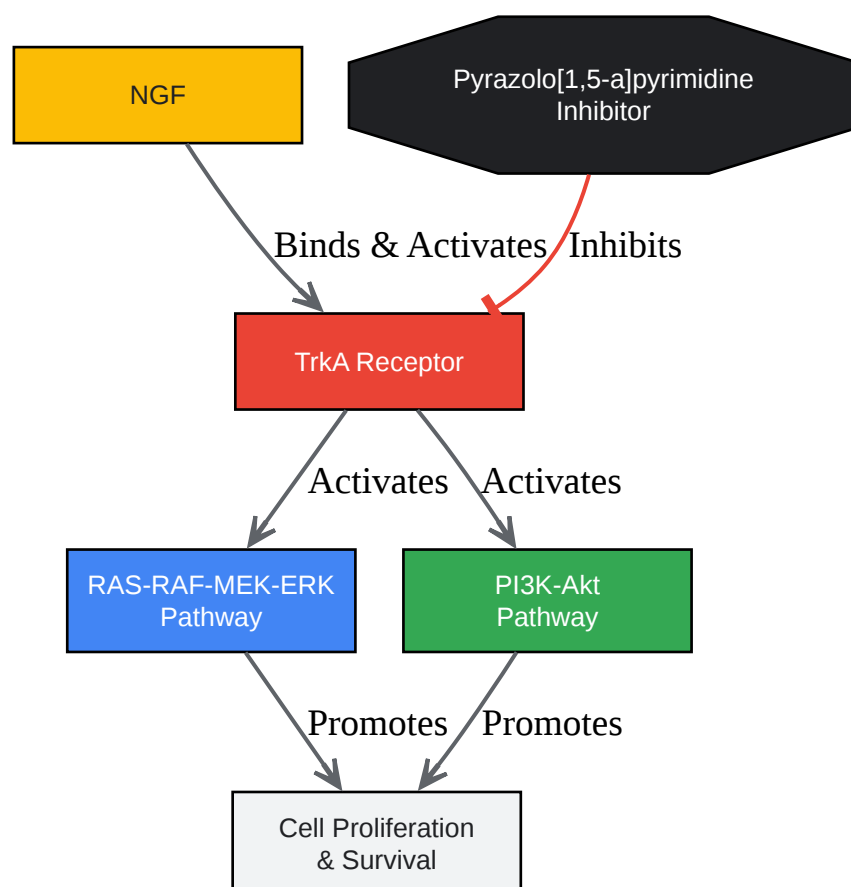 NGF
Pyrazolo[1,5-a]pyrimidine
Inhibitor
Binds & Activates
Inhibits
TrkA Receptor
Activates
Activates
RAS-RAF-MEK-ERK
Pathway
PI3K-Akt
Pathway
Promotes
Promotes
Cell Proliferation
& Survival